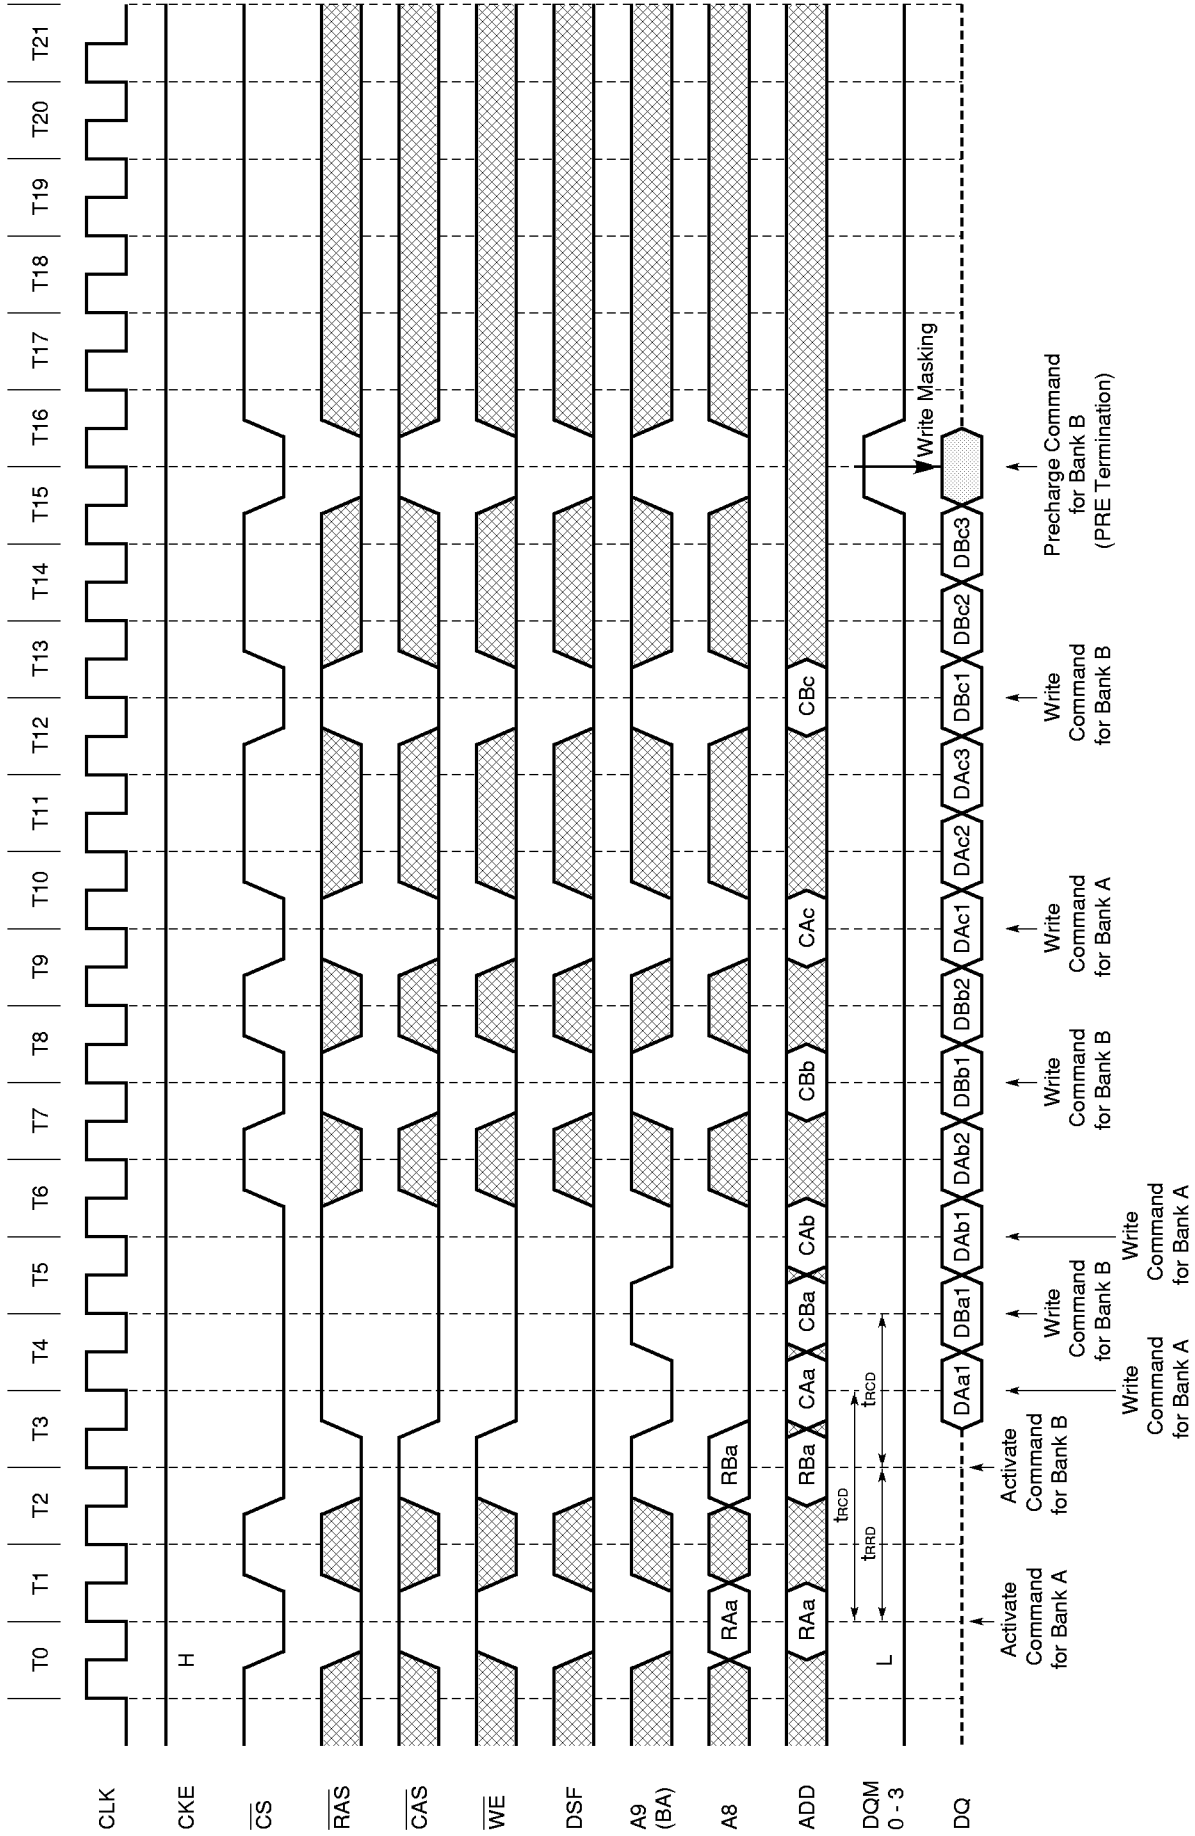 T0 T1 T2 T3 T4 T5 T6 T7 T8 T9 T10 T11 T12 T13 T14 T15 T16 T17 T18 T19 T20 T21
CLK
CKE
H
CS
RAS
CAS
WE
DSF
A9
(BA)
A8
RAa RBa
ADD
RAa RBa CAa CBa CAb CBb CAc CBc
tRCD
tRRD tRCD
DQM
0 - 3
L
Write Masking
DQ
DAa1 DBa1 DAb1 DAb2 DBb1 DBb2 DAc1 DAc2 DAc3 DBc1 DBc2 DBc3
Activate
Command
for Bank A
Activate
Command
for Bank B
Write
Command
for Bank A
Write
Command
for Bank B
Write
Command
for Bank A
Write
Command
for Bank B
Write
Command
for Bank A
Write
Command
for Bank B
Precharge Command
for Bank B
(PRE Termination)